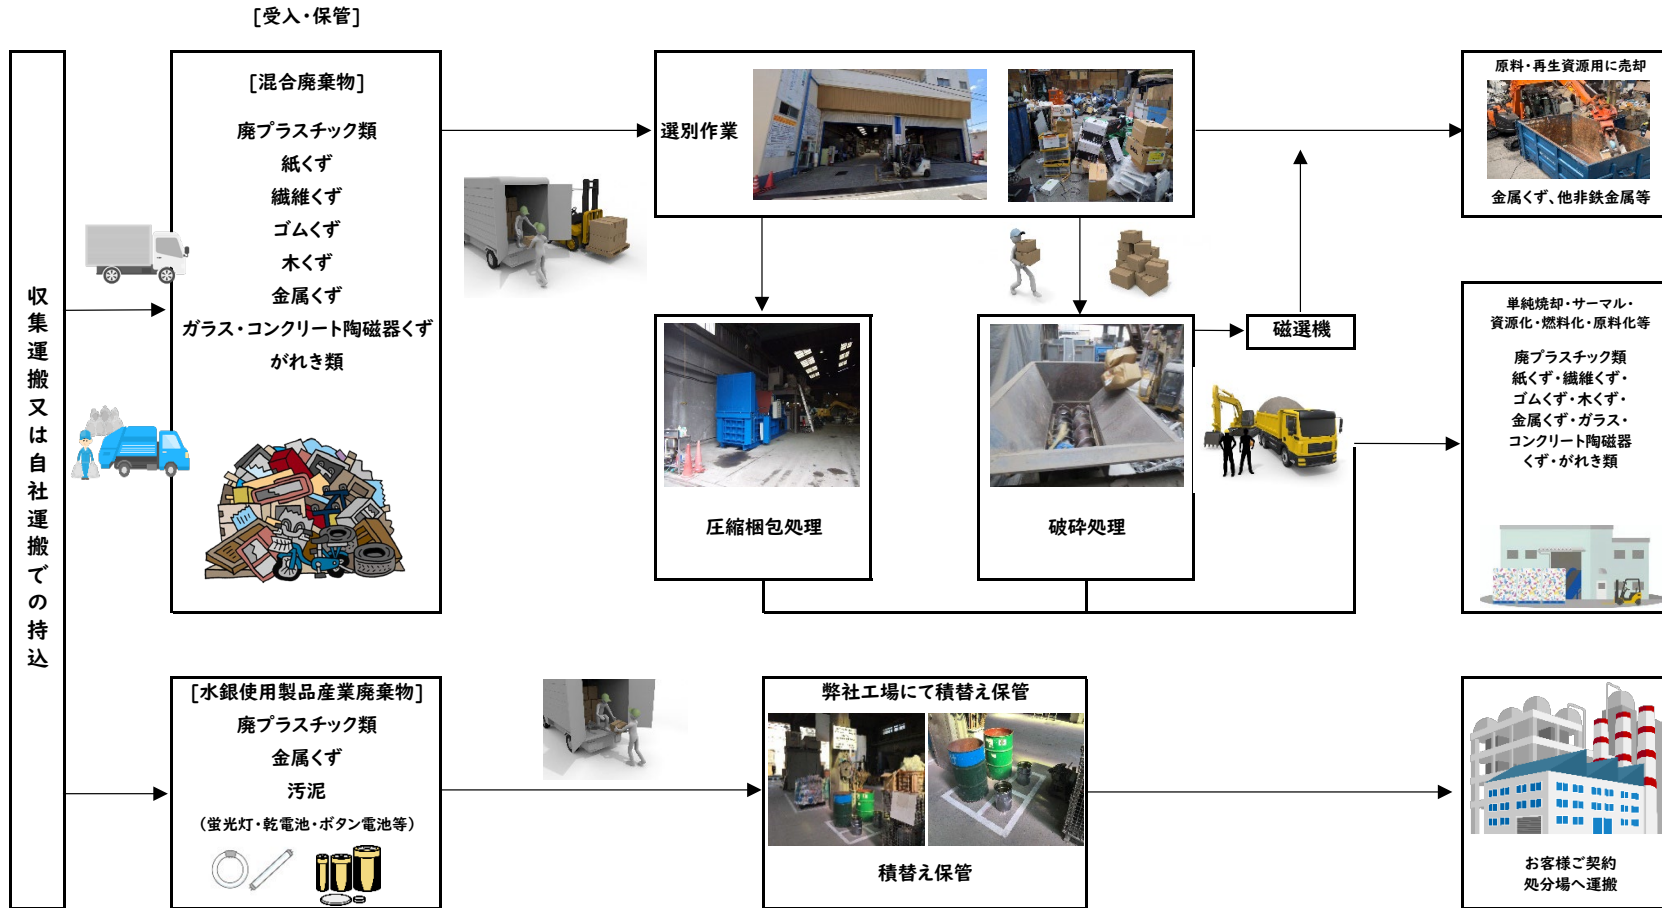 [受入・保管]
収集運搬又は自社運搬での持込
[混合廃棄物]
廃プラスチック類
紙くず
繊維くず
ゴムくず
木くず
金属くず
ガラス・コンクリート陶磁器くず
がれき類
選別作業
圧縮梱包処理
破砕処理
磁選機
原料・再生資源用に売却
金属くず、他非鉄金属等
単純焼却・サーマル・
資源化・燃料化・原料化等
廃プラスチック類
紙くず・繊維くず・
ゴムくず・木くず・
金属くず・ガラス・
コンクリート陶磁器
くず・がれき類
[水銀使用製品産業廃棄物]
廃プラスチック類
金属くず
汚泥
（蛍光灯・乾電池・ボタン電池等）
弊社工場にて積替え保管
積替え保管
お客様ご契約
処分場へ運搬